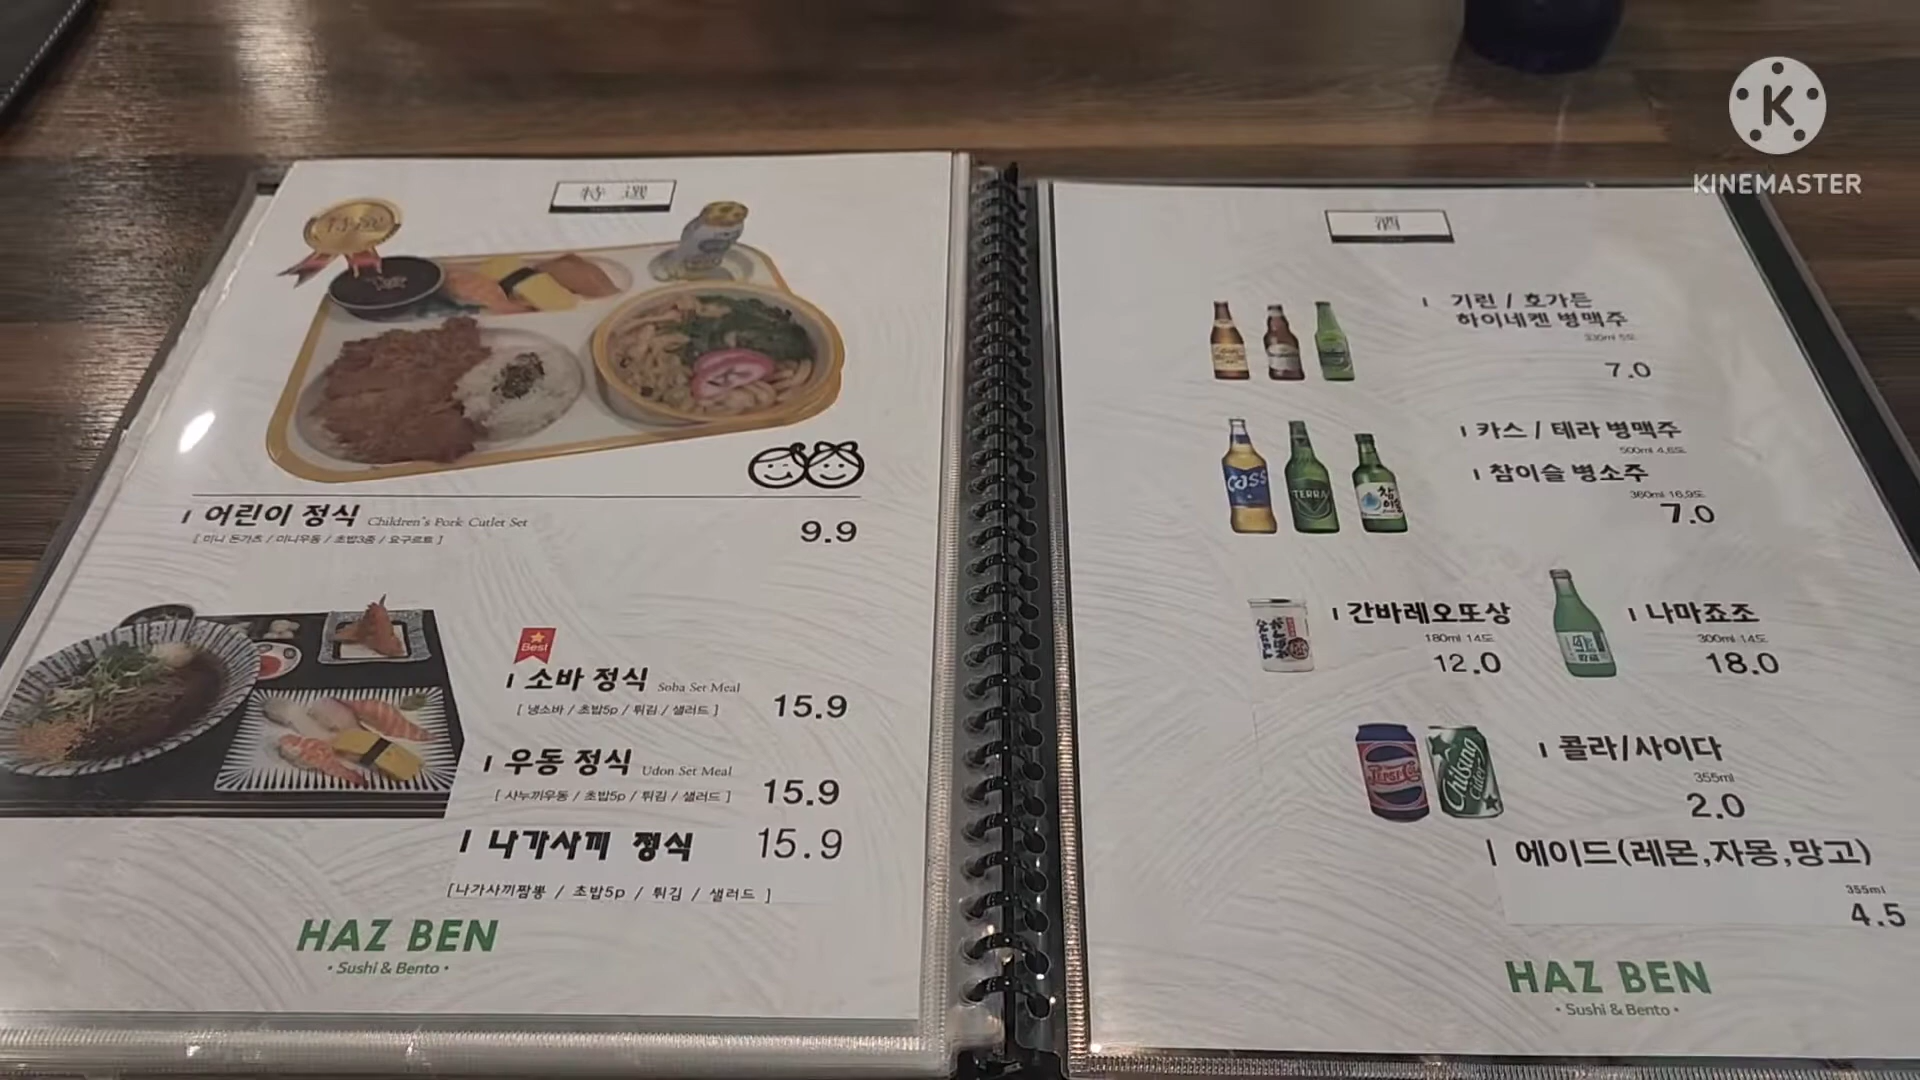 KINEMASTER
特選
어린이 정식 Children's Pork Cutlet Set 9.9
[ 미니 돈가츠 / 미니우동 / 초밥3종 / 요구르트 ]
Best
소바 정식 Soba Set Meal 15.9
[ 냉소바 / 초밥5p / 튀김 / 샐러드 ]
우동 정식 Udon Set Meal 15.9
[ 사누끼우동 / 초밥5p / 튀김 / 샐러드 ]
나가사끼 정식 15.9
[나가사끼짬뽕 / 초밥5p / 튀김 / 샐러드 ]
HAZ BEN
• Sushi & Bento •
酒
기린 / 호가든
하이네켄 병맥주
330ml 5도
7.0
카스 / 테라 병맥주
500ml 4.6도
참이슬 병소주
360ml 16.9도
7.0
CASS
TERRA
간바레오또상
180ml 14도
12.0
나마죠조
300ml 14도
18.0
PEPSI
Chilsung
Cider
콜라/사이다
355ml
2.0
에이드(레몬,자몽,망고)
355ml
4.5
HAZ BEN
• Sushi & Bento •